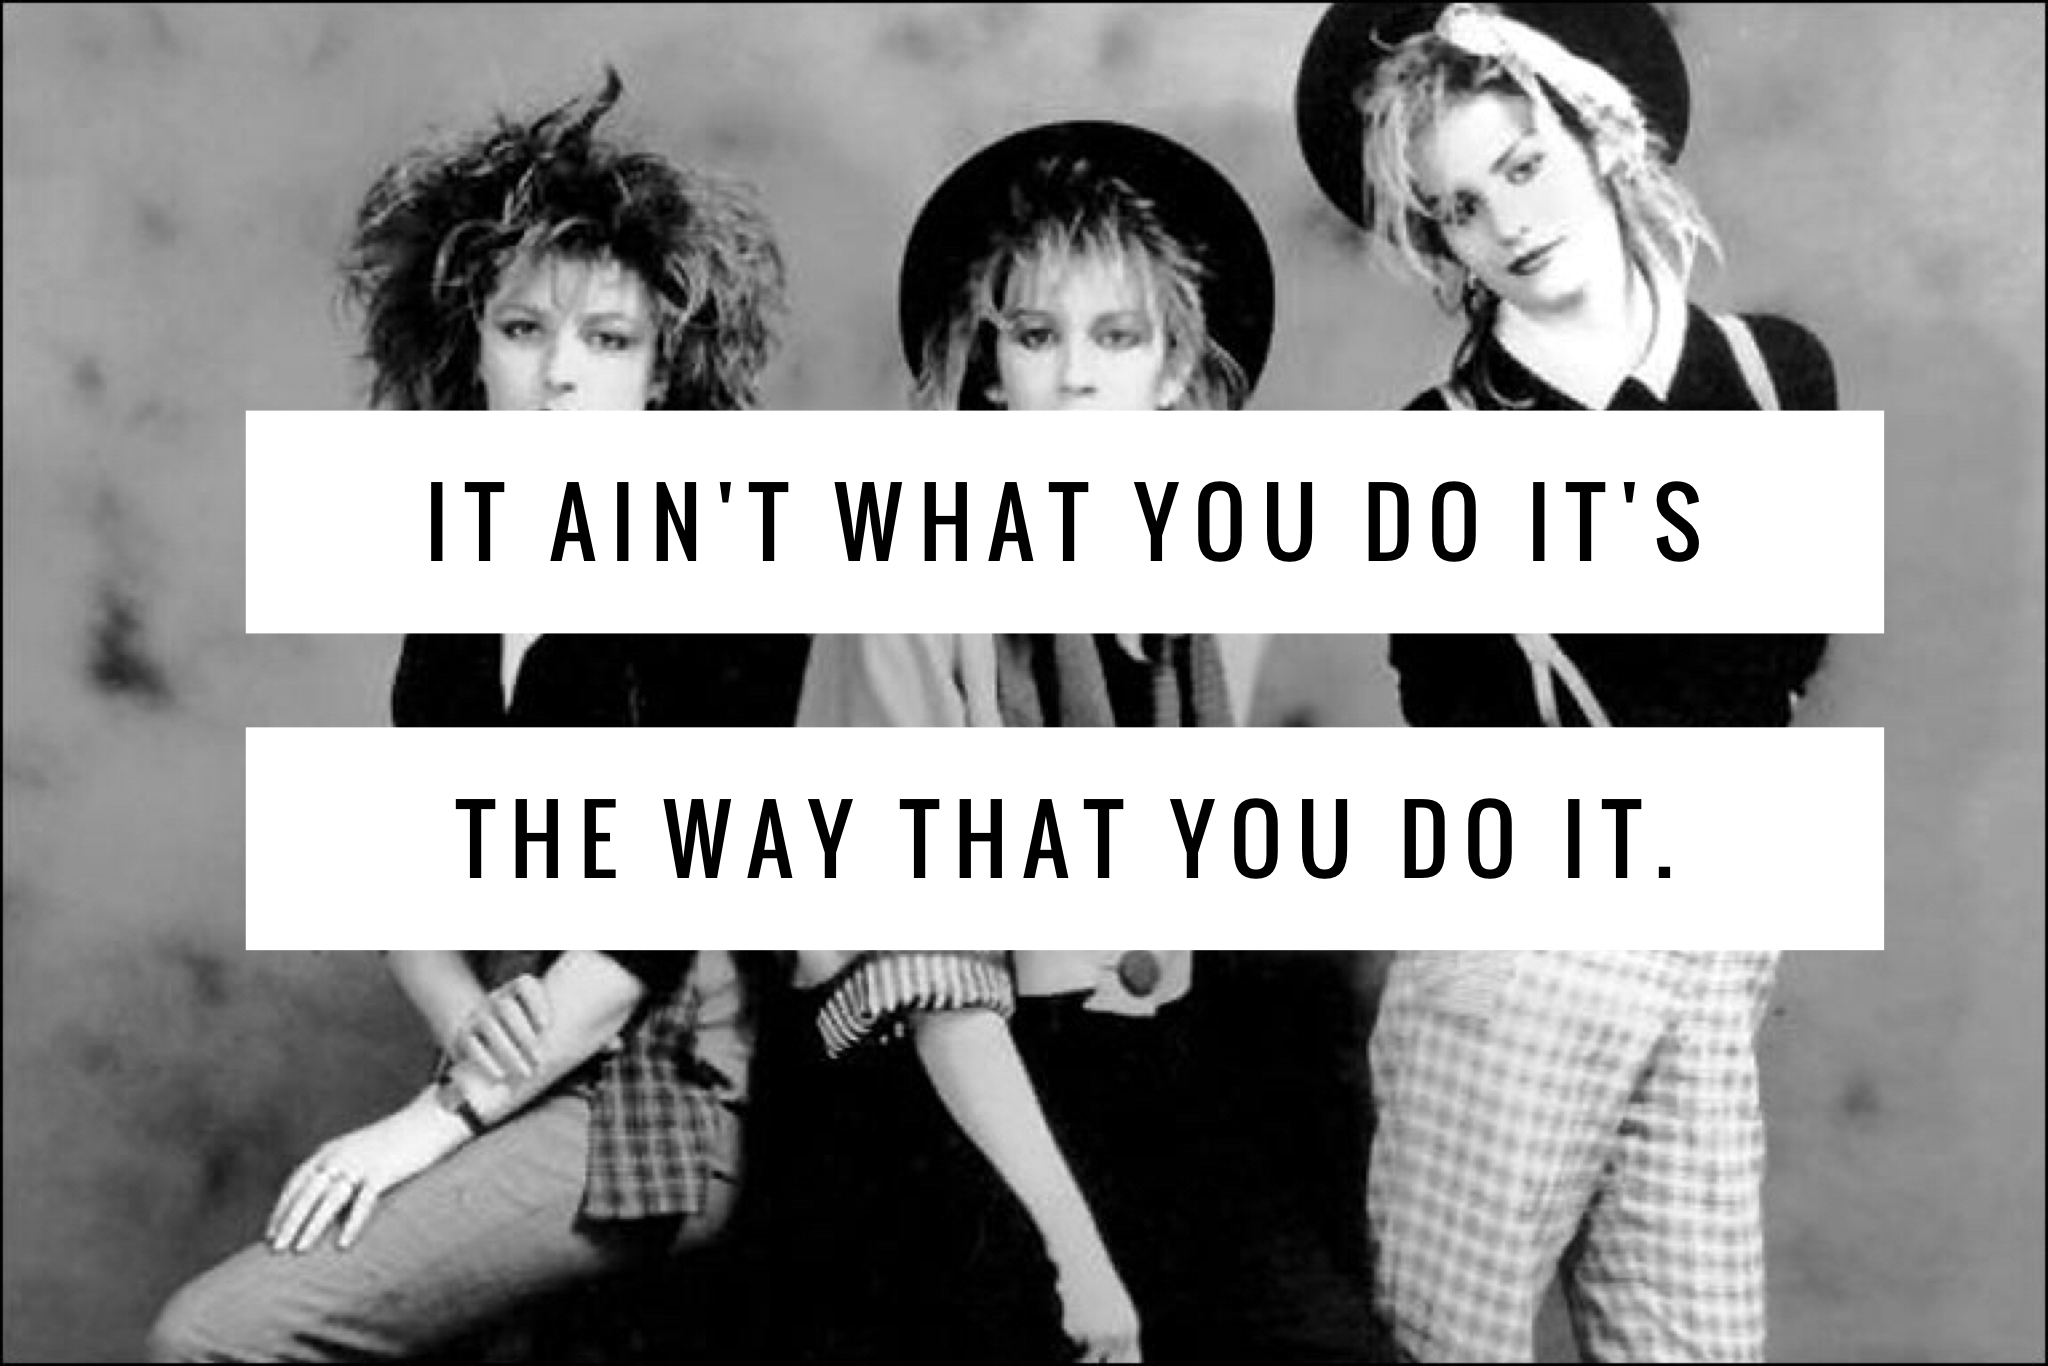 IT AIN'T WHAT YOU DO IT'S
THE WAY THAT YOU DO IT.